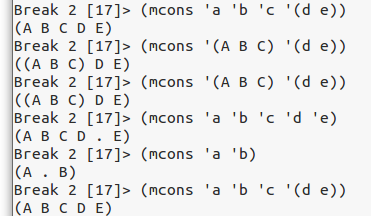 Break 2 [17]> (mcons 'a 'b 'c '(d e))
(A B C D E)
Break 2 [17]> (mcons '(A B C) '(d e))
((A B C) D E)
Break 2 [17]> (mcons '(A B C) '(d e))
((A B C) D E)
Break 2 [17]> (mcons 'a 'b 'c 'd 'e)
(A B C D . E)
Break 2 [17]> (mcons 'a 'b)
(A . B)
Break 2 [17]> (mcons 'a 'b 'c '(d e))
(A B C D E)